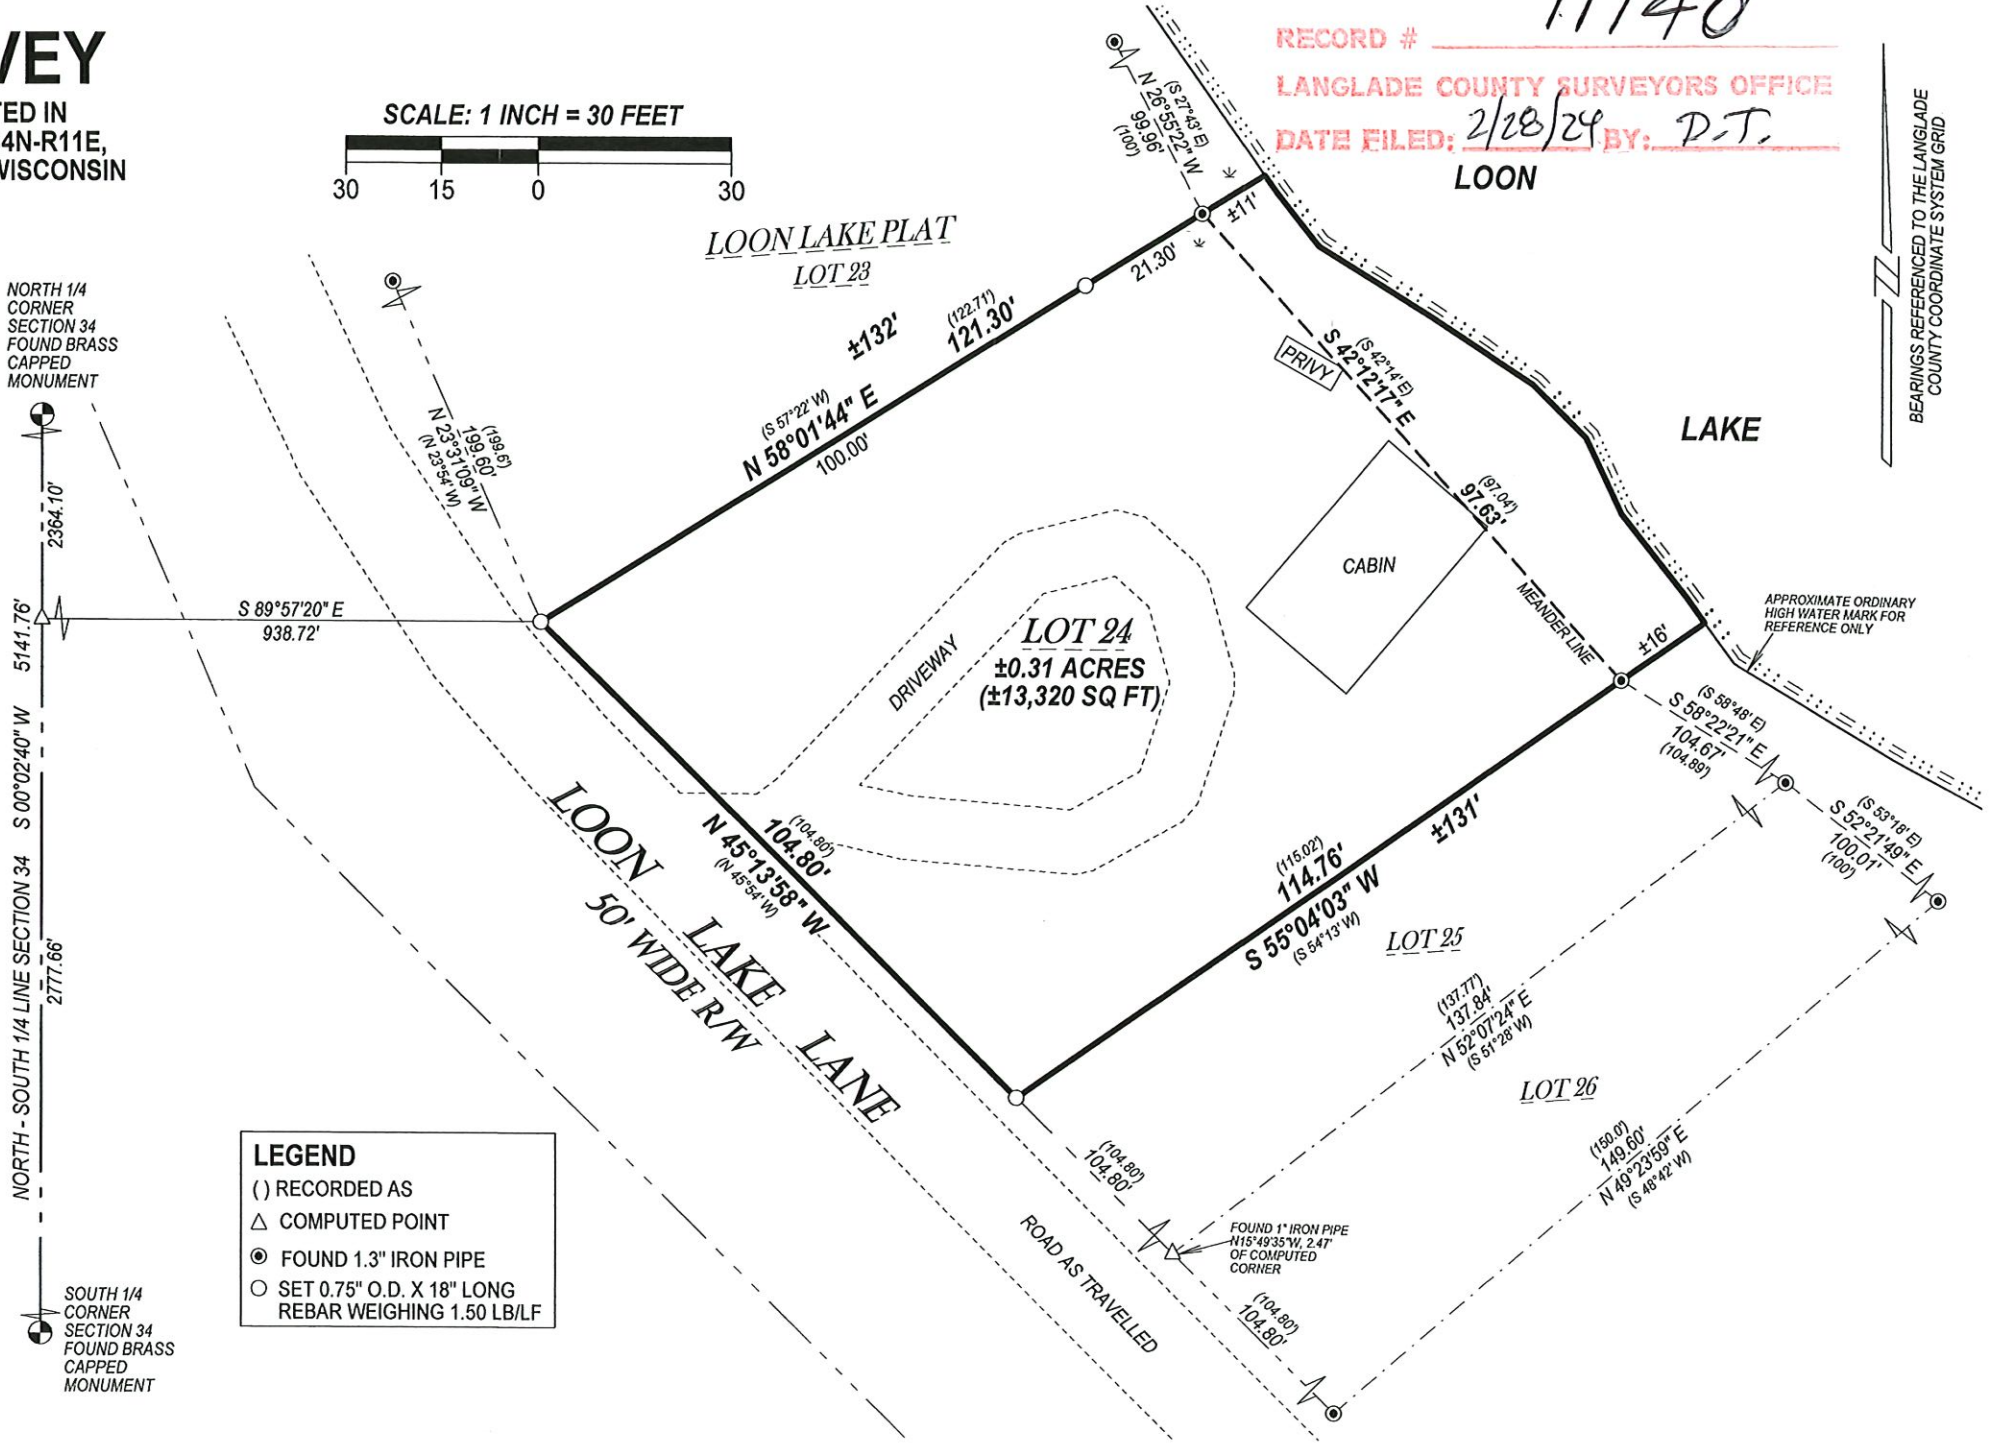 VEY
TED IN
4N-R11E,
WISCONSIN
SCALE: 1 INCH = 30 FEET
30 15 0 30
RECORD #
LANGLADE COUNTY SURVEYORS OFFICE
DATE FILED: 2/28/24 BY: D.T.
LOON
LAKE
BEARINGS REFERENCED TO THE LANGLADE
COUNTY COORDINATE SYSTEM GRID
N
(S 27°43' E)
N 26°55'22" W
99.96'
(100')
LOON LAKE PLAT
LOT 23
±11'
21.30'
±132'
(122.71')
121.30'
(S 57°22' W)
N 58°01'44" E
100.00'
NORTH 1/4
CORNER
SECTION 34
FOUND BRASS
CAPPED
MONUMENT
2364.10'
NORTH - SOUTH 1/4 LINE SECTION 34 S 00°02'40" W 5141.76'
2777.66'
S 89°57'20" E
938.72'
(199.6')
199.60'
N 23°31'09" W
(N 23°54' W)
PRIVY
(S 42°14' E)
S 42°12'17" E
(97.04')
97.63'
MEANDER LINE
CABIN
LOT 24
±0.31 ACRES
(±13,320 SQ FT)
DRIVEWAY
±16'
APPROXIMATE ORDINARY
HIGH WATER MARK FOR
REFERENCE ONLY
(S 58°48' E)
S 58°22'21" E
104.67'
(104.89')
(S 53°18' E)
S 52°21'49" E
100.01'
(100')
(104.80')
104.80'
N 45°13'58" W
(N 45°54' W)
±131'
(115.02')
114.76'
S 55°04'03" W
(S 54°13' W)
LOT 25
(137.77')
137.84'
N 52°07'24" E
(S 51°28' W)
LOT 26
(150.0')
149.60'
N 49°23'59" E
(S 48°42' W)
LOON LAKE LANE
50' WIDE R/W
ROAD AS TRAVELLED
(104.80')
104.80'
FOUND 1" IRON PIPE
N15°49'35"W, 2.47'
OF COMPUTED
CORNER
(104.80')
104.80'
LEGEND
( ) RECORDED AS
△ COMPUTED POINT
FOUND 1.3" IRON PIPE
SET 0.75" O.D. X 18" LONG
REBAR WEIGHING 1.50 LB/LF
SOUTH 1/4
CORNER
SECTION 34
FOUND BRASS
CAPPED
MONUMENT